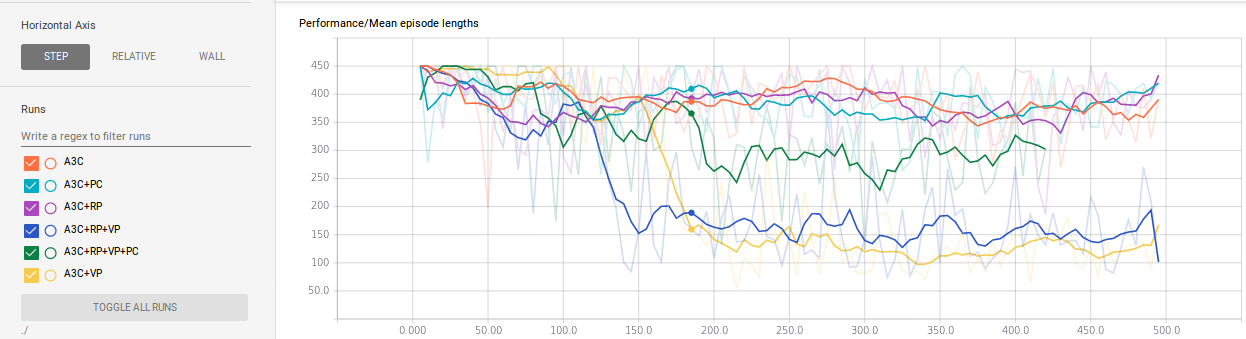 Horizontal Axis
STEP RELATIVE WALL
Runs
Write a regex to filter runs
A3C
A3C+PC
A3C+RP
A3C+RP+VP
A3C+RP+VP+PC
A3C+VP
TOGGLE ALL RUNS
./
Performance/Mean episode lengths
450
400
350
300
250
200
150
100
50.0
0.000 50.00 100.0 150.0 200.0 250.0 300.0 350.0 400.0 450.0 500.0